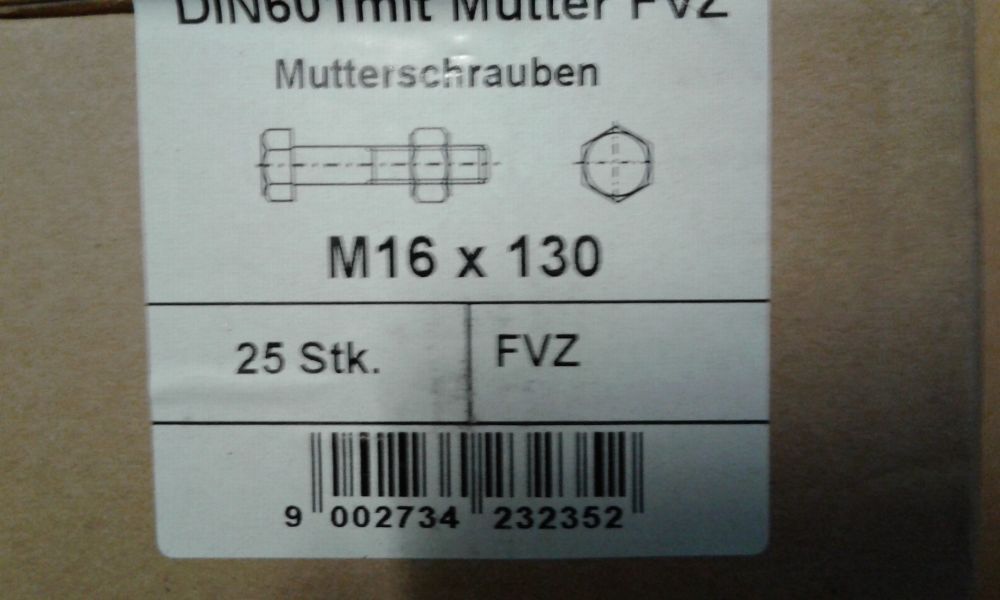 DIN601mit Mutter FVZ
Mutterschrauben
M16 x 130
25 Stk.
FVZ
9 002734 232352